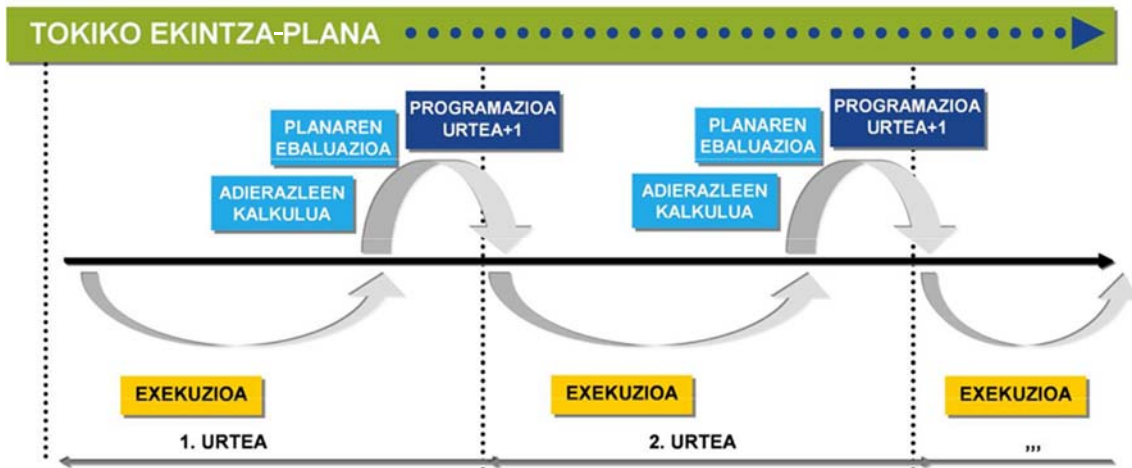 TOKIKO EKINTZA-PLANA
PLANAREN
EBALUAZIOA
PROGRAMAZIOA
URTEA+1
ADIERAZLEEN
KALKULUA
PLANAREN
EBALUAZIOA
PROGRAMAZIOA
URTEA+1
ADIERAZLEEN
KALKULUA
EXEKUZIOA
EXEKUZIOA
EXEKUZIOA
1. URTEA
2. URTEA
,,,